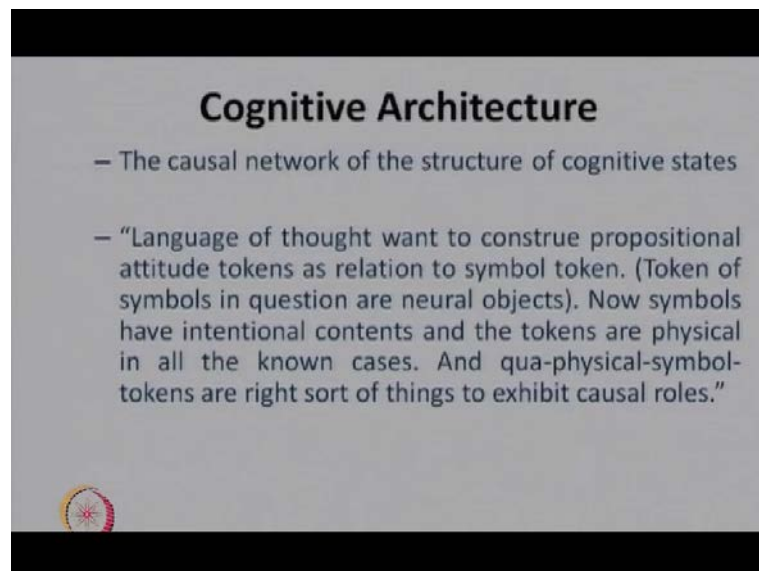 Cognitive Architecture
– The causal network of the structure of cognitive states
– “Language of thought want to construe propositional
attitude tokens as relation to symbol token. (Token of
symbols in question are neural objects). Now symbols
have intentional contents and the tokens are physical
in all the known cases. And qua-physical-symbol-
tokens are right sort of things to exhibit causal roles.”